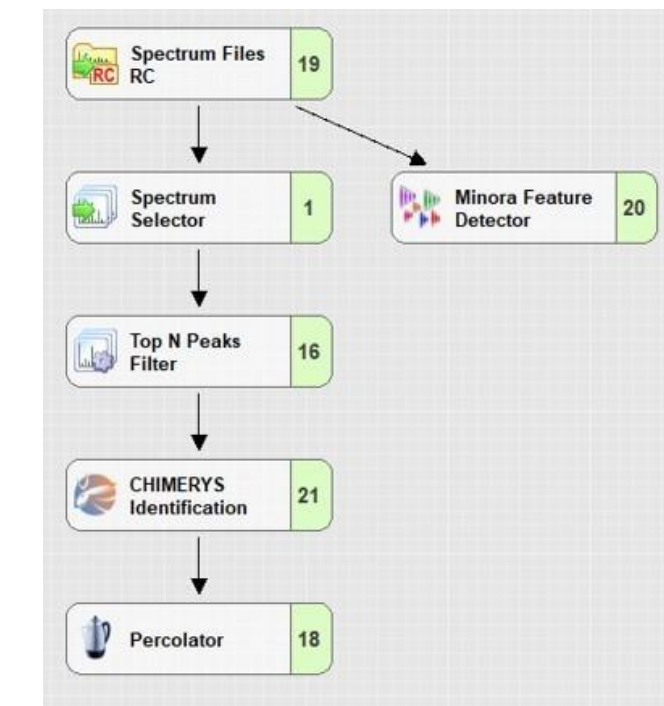 Spectrum Files
RC
19
RC
Spectrum
Selector
1
Minora Feature
Detector
20
Top N Peaks
Filter
16
CHIMERYS
Identification
21
Percolator
18